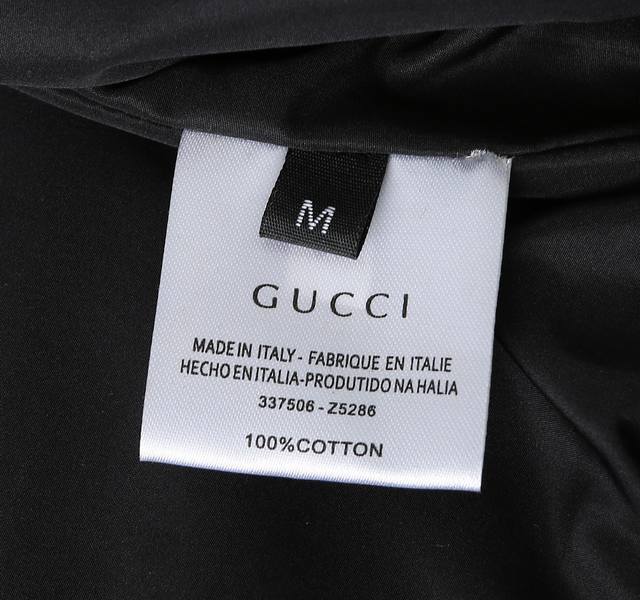 M
GUCCI
MADE IN ITALY - FABRIQUE EN ITALIE
HECHO EN ITALIA-PRODUTIDO NA HALIA
337506 - Z5286
100%COTTON